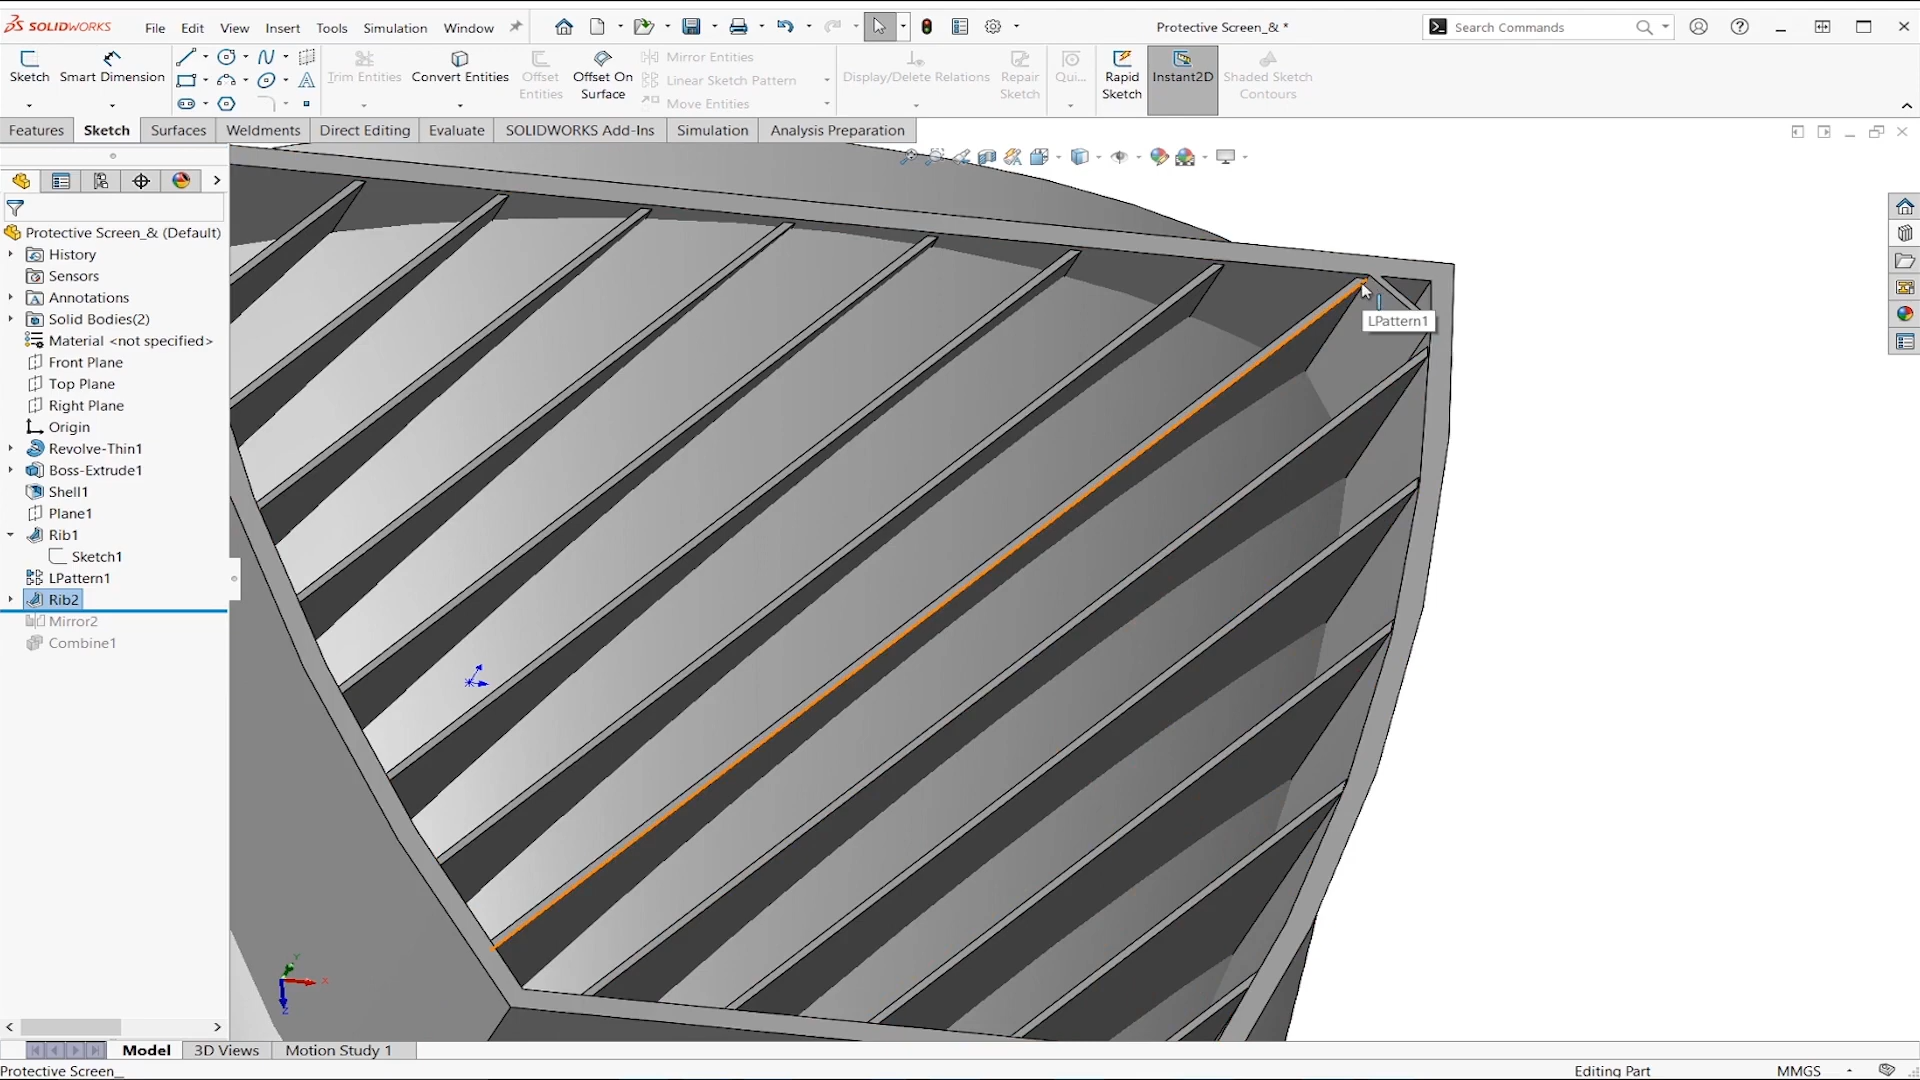 SOLIDWORKS File Edit View Insert Tools Simulation Window Protective Screen_& * Search Commands
Sketch Smart Dimension Trim Entities Convert Entities Offset Entities Offset On Surface Mirror Entities Linear Sketch Pattern Move Entities Display/Delete Relations Repair Sketch Qui... Rapid Sketch Instant2D Shaded Sketch Contours
Features Sketch Surfaces Weldments Direct Editing Evaluate SOLIDWORKS Add-Ins Simulation Analysis Preparation
Protective Screen_& (Default)
History
Sensors
Annotations
Solid Bodies(2)
Material <not specified>
Front Plane
Top Plane
Right Plane
Origin
Revolve-Thin1
Boss-Extrude1
Shell1
Plane1
Rib1
Sketch1
LPattern1
Rib2
Mirror2
Combine1
LPattern1
Y
X
Z
Model 3D Views Motion Study 1
Protective Screen_ Editing Part MMGS